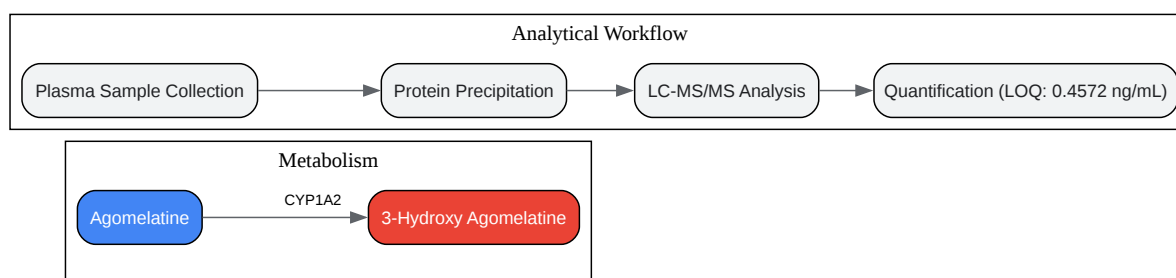 Analytical Workflow
Plasma Sample Collection
Protein Precipitation
LC-MS/MS Analysis
Quantification (LOQ: 0.4572 ng/mL)
Metabolism
Agomelatine
CYP1A2
3-Hydroxy Agomelatine